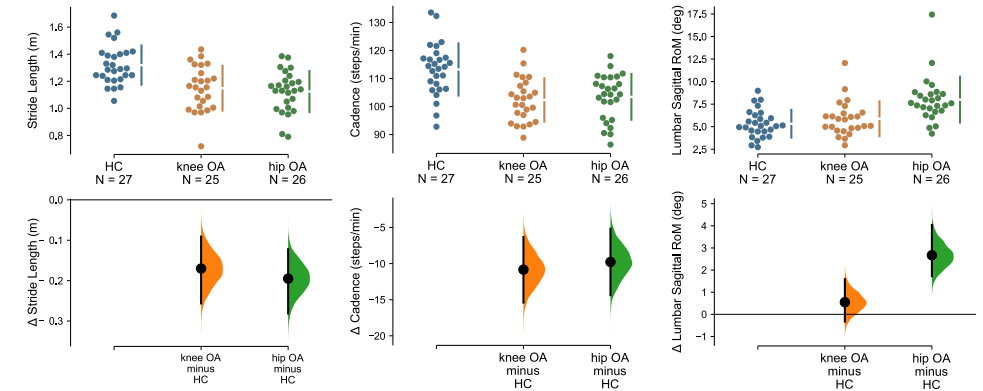 Stride Length (m)
1.6
1.4
1.2
1.0
0.8
HC
N = 27
knee OA
N = 25
hip OA
N = 26
Cadence (steps/min)
130
120
110
100
90
HC
N = 27
knee OA
N = 25
hip OA
N = 26
Lumbar Sagittal RoM (deg)
17,5
15,0
12,5
10,0
7,5
5,0
2,5
HC
N = 27
knee OA
N = 25
hip OA
N = 26
Δ Stride Length (m)
0.0
−0.1
−0.2
−0.3
knee OA
minus
HC
hip OA
minus
HC
Δ Cadence (steps/min)
−5
−10
−15
−20
knee OA
minus
HC
hip OA
minus
HC
Δ Lumbar Sagittal RoM (deg)
5
4
3
2
1
0
−1
knee OA
minus
HC
hip OA
minus
HC